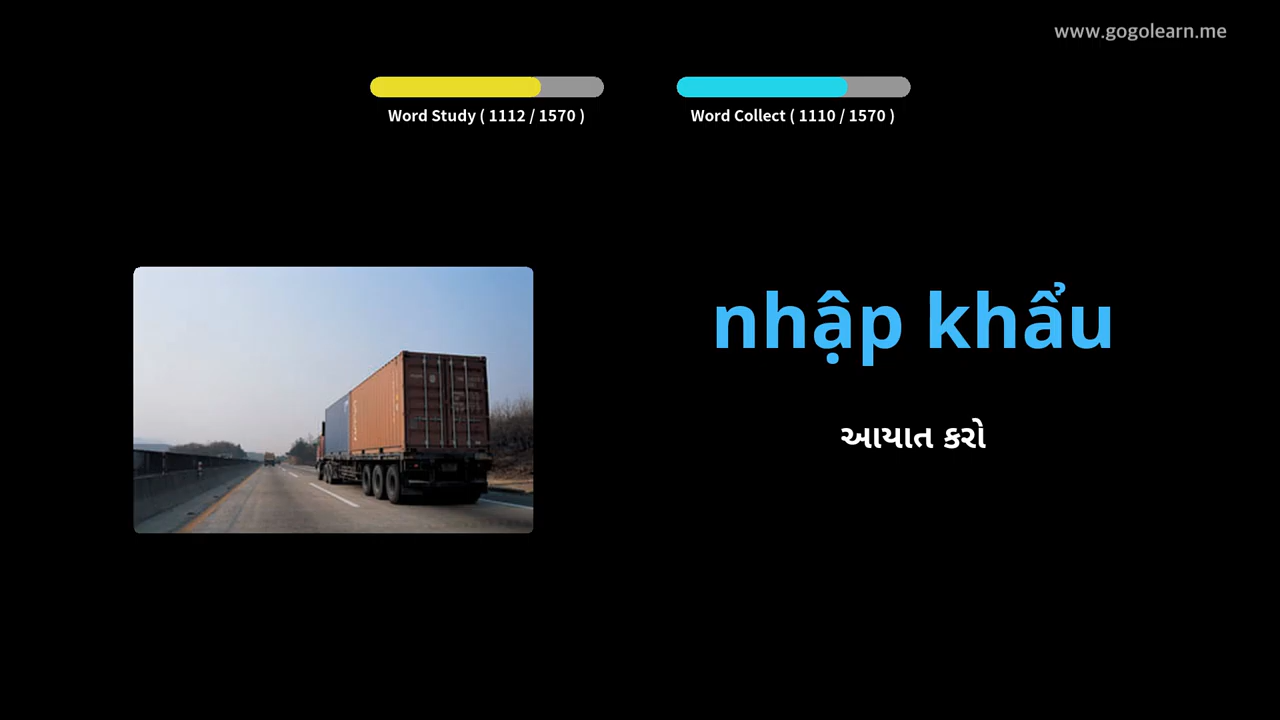 www.gogolearn.me
Word Study ( 1112 / 1570 )
Word Collect ( 1110 / 1570 )
nhập khẩu
આયાત કરો